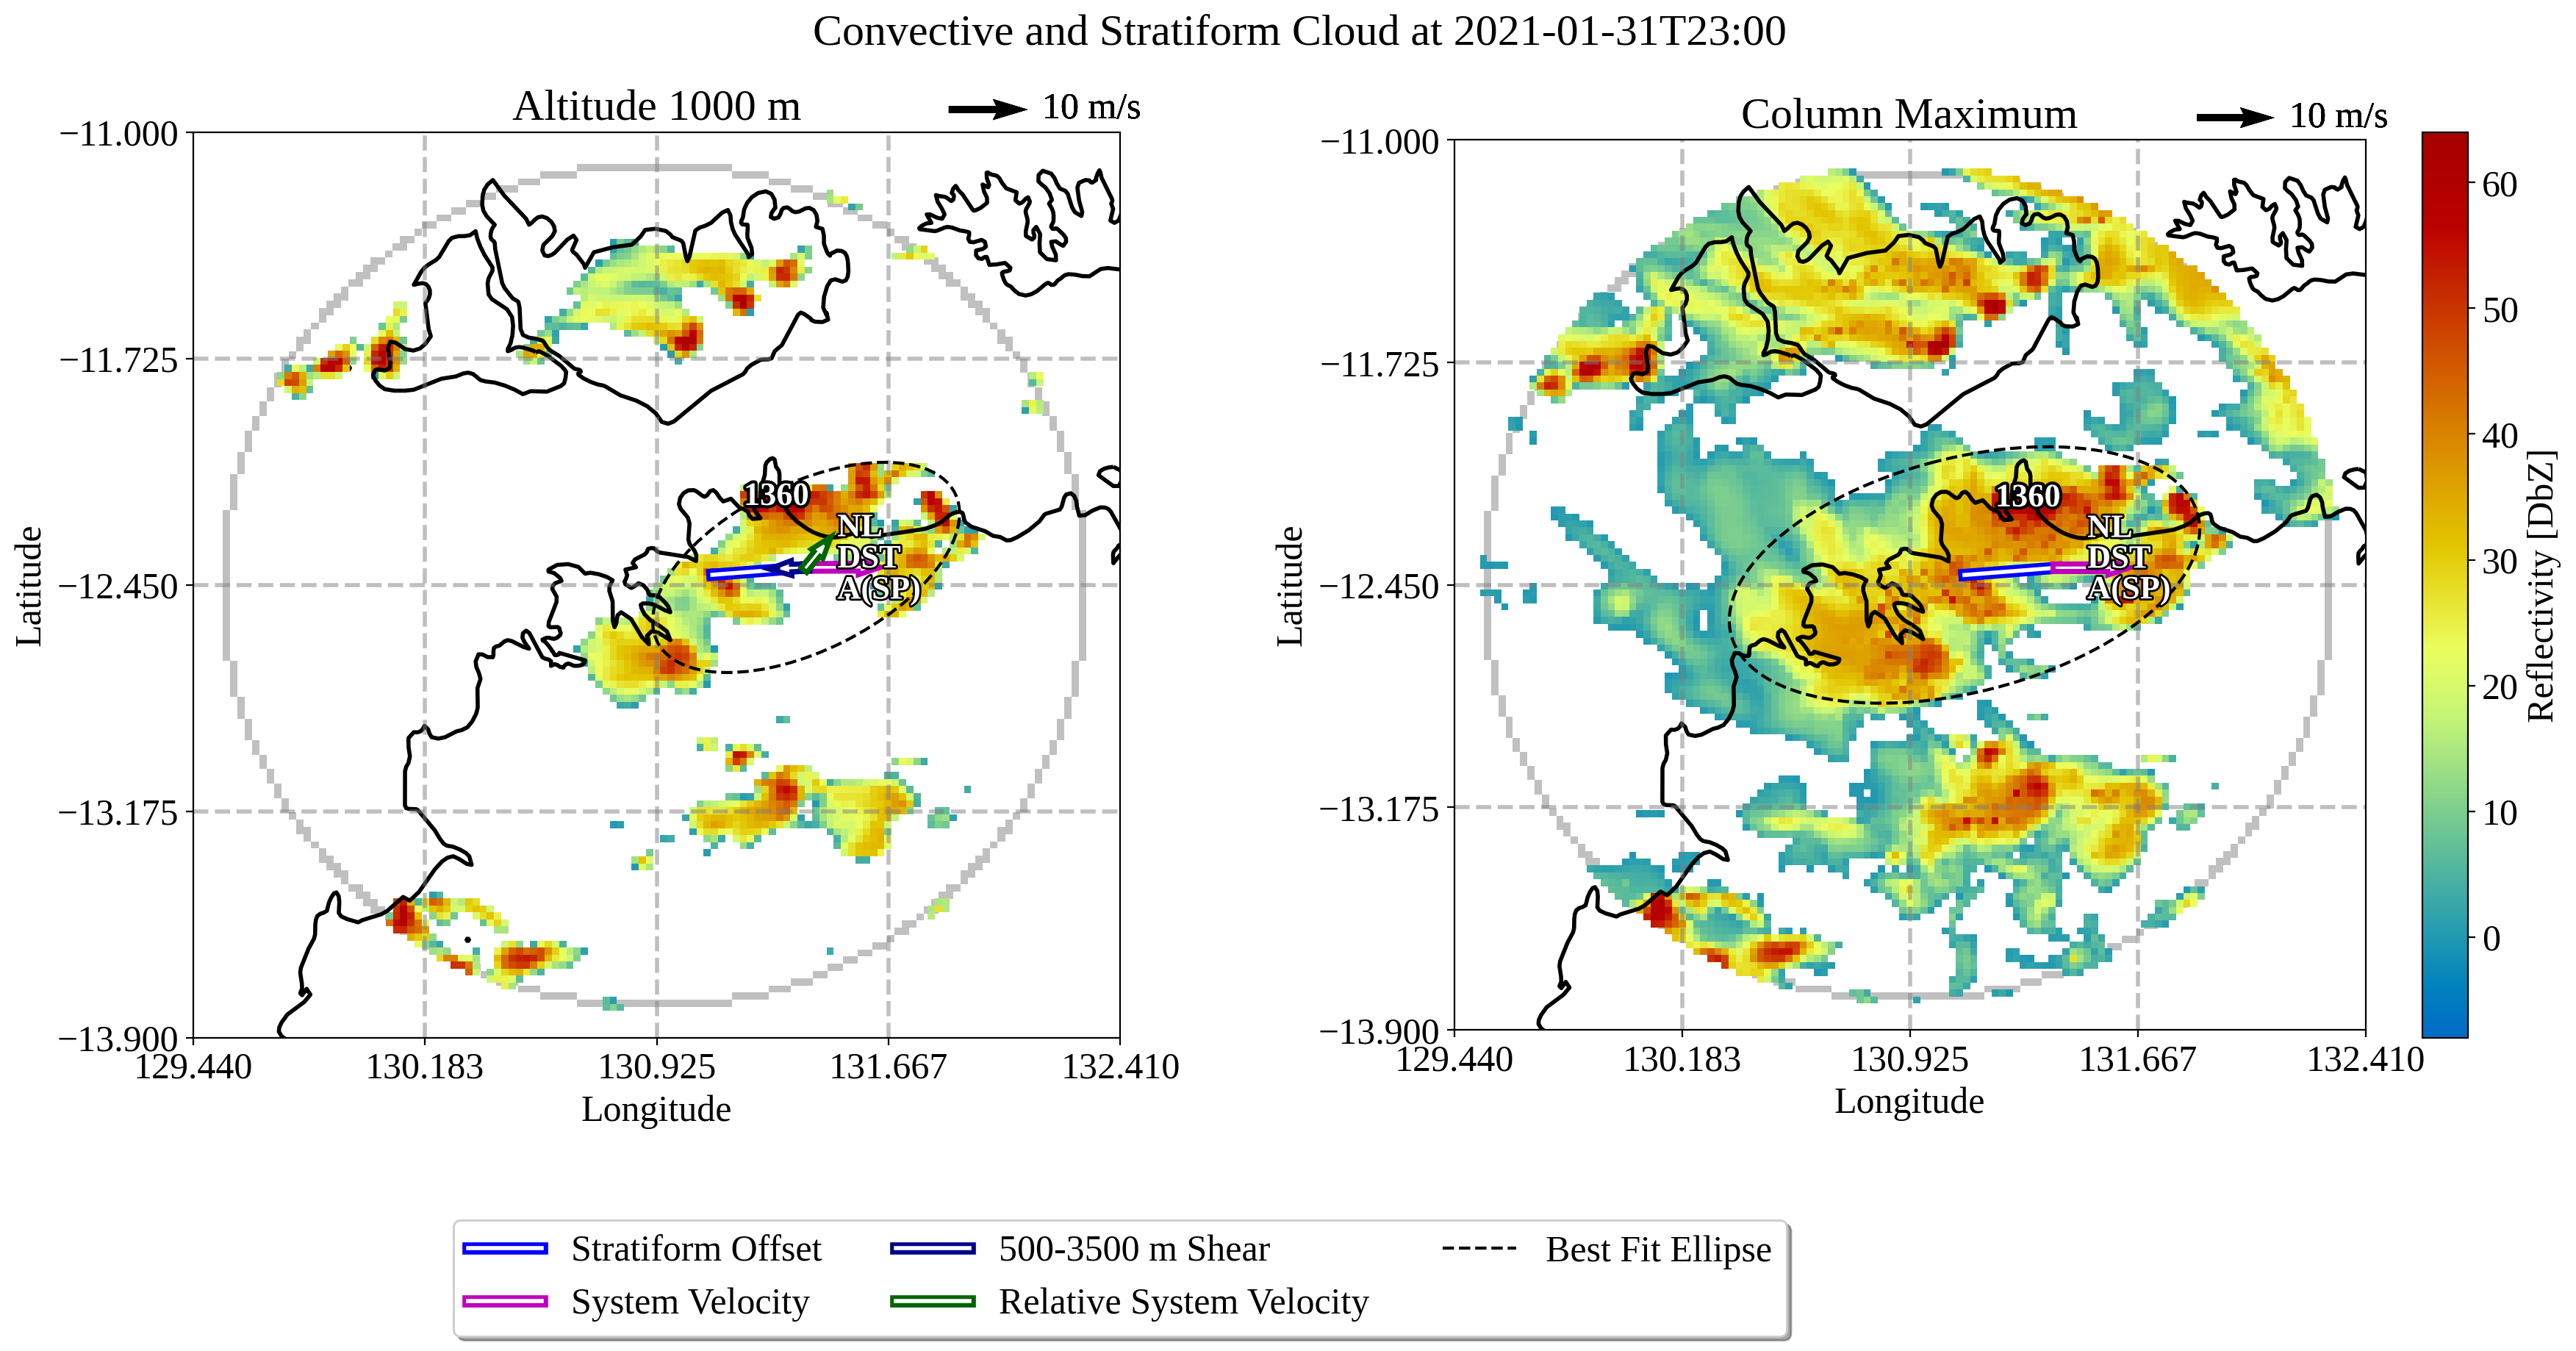 Convective and Stratiform Cloud at 2021-01-31T23:00
Altitude 1000 m
10 m/s
−11.000
−11.725
−12.450
−13.175
−13.900
129.440
130.183
130.925
131.667
132.410
Latitude
Longitude
1360
NL
DST
A(SP)
Column Maximum
10 m/s
−11.000
−11.725
−12.450
−13.175
−13.900
129.440
130.183
130.925
131.667
132.410
Latitude
Longitude
1360
NL
DST
A(SP)
60
50
40
30
20
10
0
Reflectivity [DbZ]
Stratiform Offset
System Velocity
500-3500 m Shear
Relative System Velocity
Best Fit Ellipse